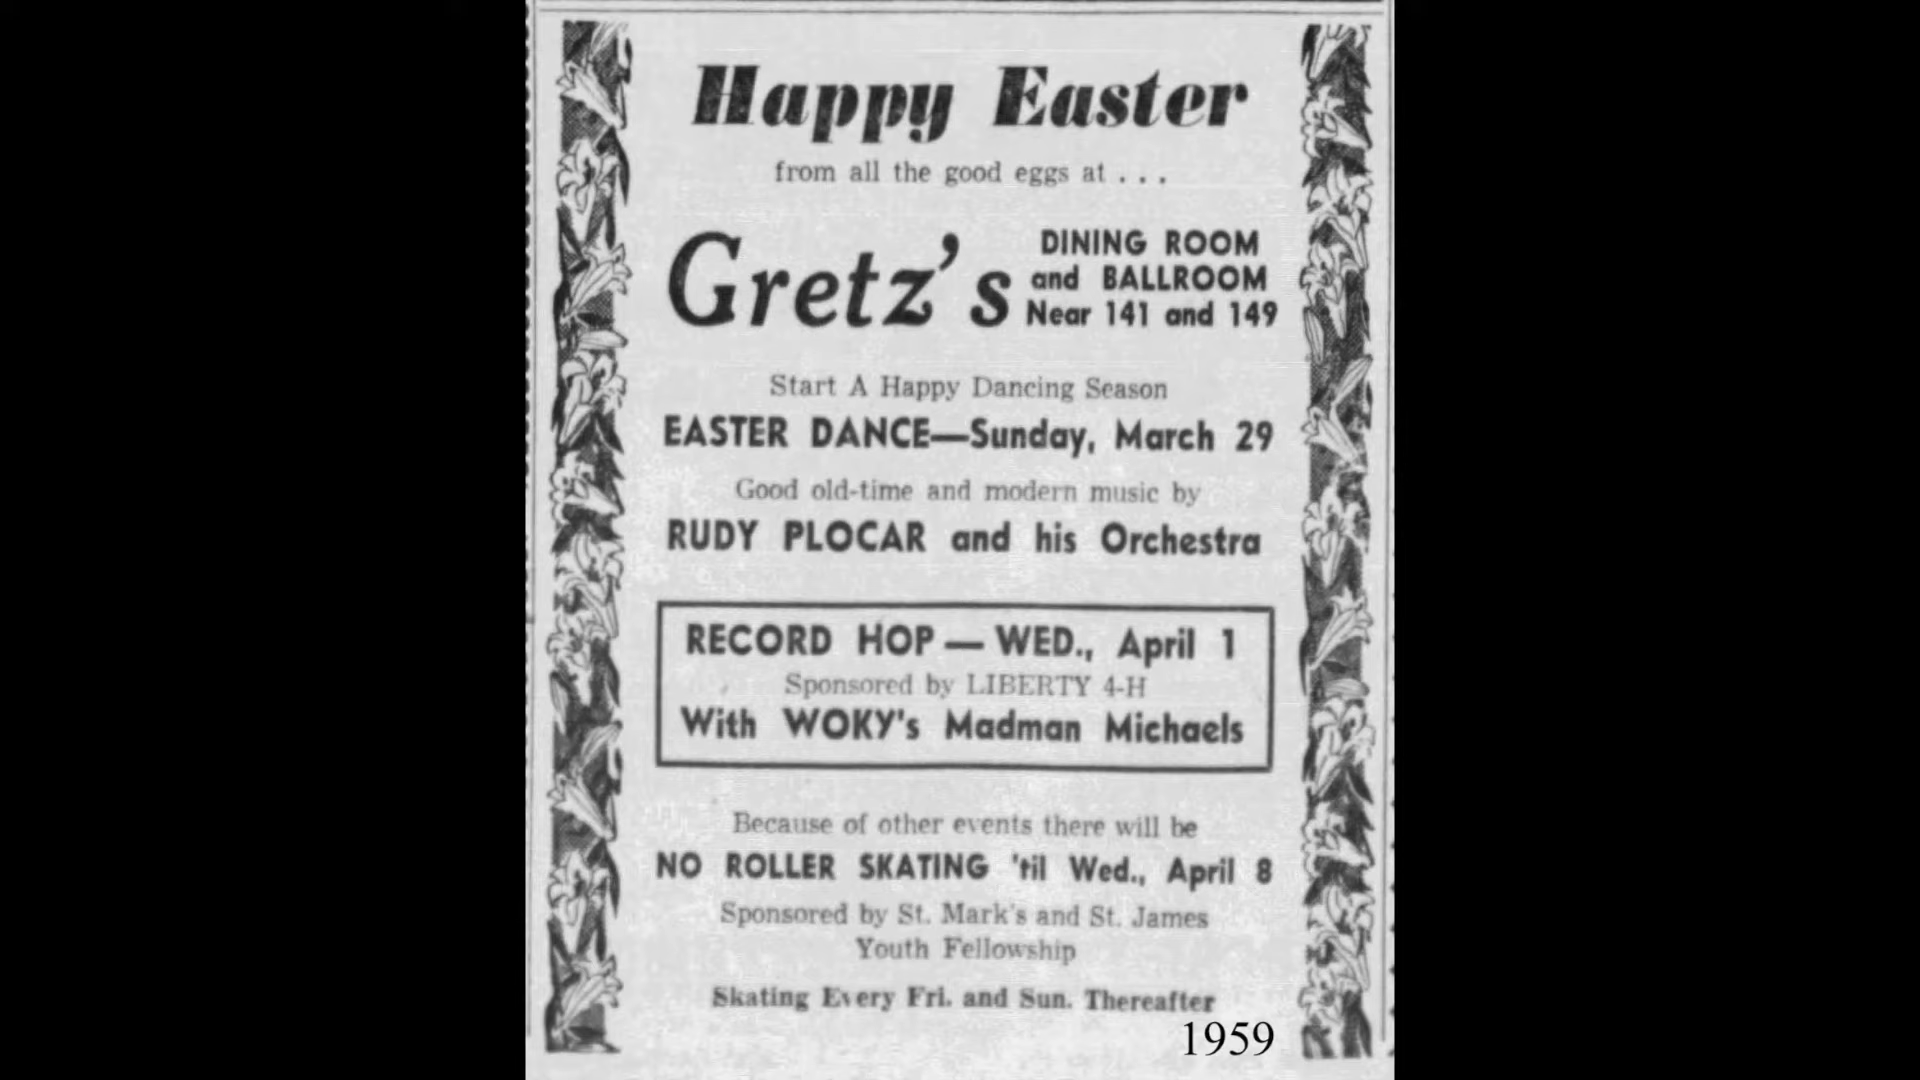 Happy Easter
from all the good eggs at . . .
Gretz's
DINING ROOM
and BALLROOM
Near 141 and 149
Start A Happy Dancing Season
EASTER DANCE—Sunday, March 29
Good old-time and modern music by
RUDY PLOCAR and his Orchestra
RECORD HOP — WED., April 1
Sponsored by LIBERTY 4-H
With WOKY's Madman Michaels
Because of other events there will be
NO ROLLER SKATING 'til Wed., April 8
Sponsored by St. Mark's and St. James
Youth Fellowship
Skating Every Fri. and Sun. Thereafter
1959